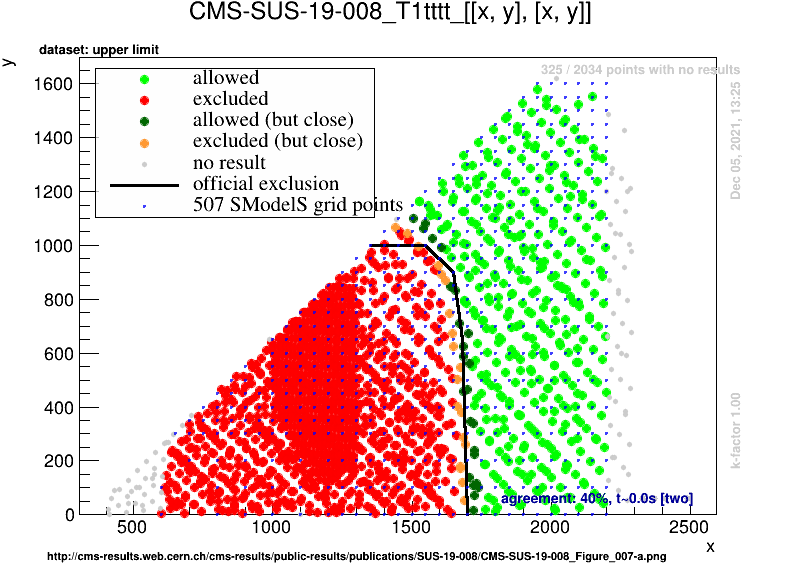 CMS-SUS-19-008_T1tttt_[[x, y], [x, y]]
dataset: upper limit
y
325 / 2034 points with no results
allowed
excluded
allowed (but close)
excluded (but close)
no result
official exclusion
507 SModelS grid points
1600
1400
1200
1000
800
600
400
200
0
500
1000
1500
2000
2500
x
Dec 05, 2021, 13:25
k-factor 1.00
agreement: 40%, t~0.0s [two]
http://cms-results.web.cern.ch/cms-results/public-results/publications/SUS-19-008/CMS-SUS-19-008_Figure_007-a.png